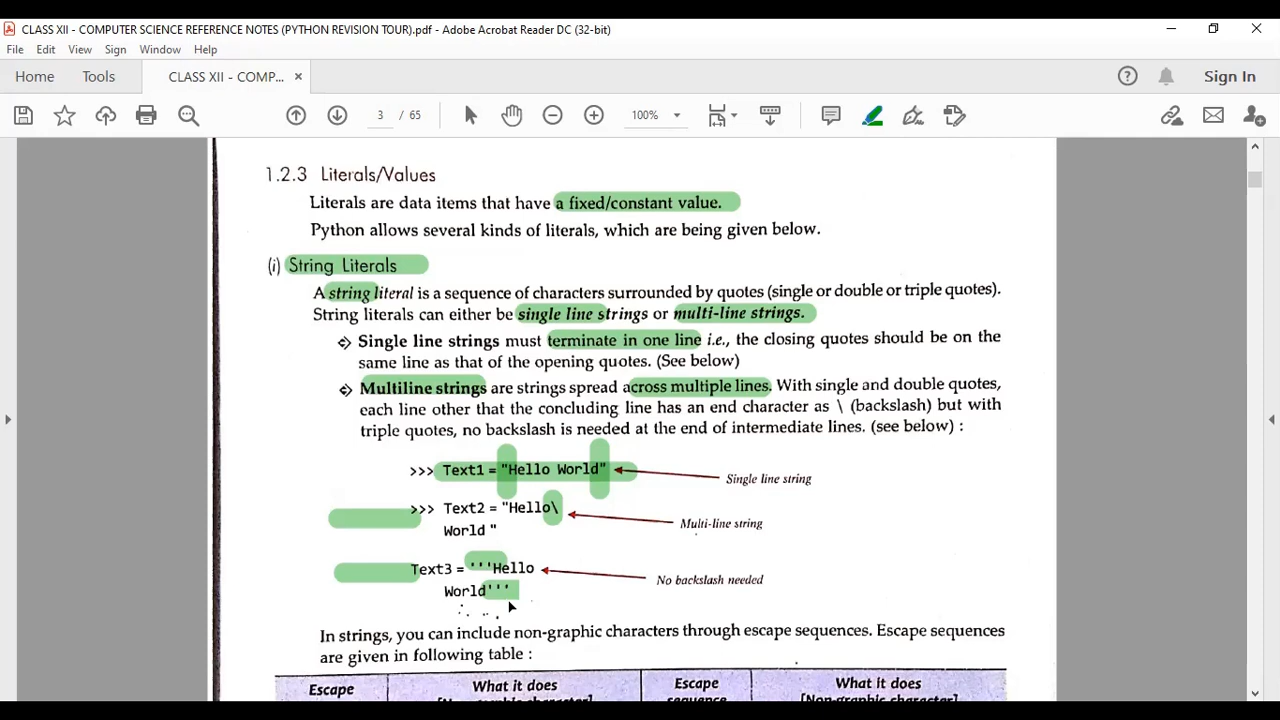 CLASS XII - COMPUTER SCIENCE REFERENCE NOTES (PYTHON REVISION TOUR).pdf - Adobe Acrobat Reader DC (32-bit)
File Edit View Sign Window Help
Home Tools CLASS XII - COMP... × Sign In
3 / 65 100%
1.2.3 Literals/Values
Literals are data items that have a fixed/constant value.
Python allows several kinds of literals, which are being given below.
(i) String Literals
A string literal is a sequence of characters surrounded by quotes (single or double or triple quotes).
String literals can either be single line strings or multi-line strings.
Single line strings must terminate in one line i.e., the closing quotes should be on the
same line as that of the opening quotes. (See below)
Multiline strings are strings spread across multiple lines. With single and double quotes,
each line other that the concluding line has an end character as \ (backslash) but with
triple quotes, no backslash is needed at the end of intermediate lines. (see below) :
>>> Text1 = "Hello World" Single line string
>>> Text2 = "Hello\ Multi-line string
World "
Text3 = '''Hello No backslash needed
World'''
In strings, you can include non-graphic characters through escape sequences. Escape sequences
are given in following table :
Escape What it does Escape What it does
[Non-graphic character] sequence [Non-graphic character]